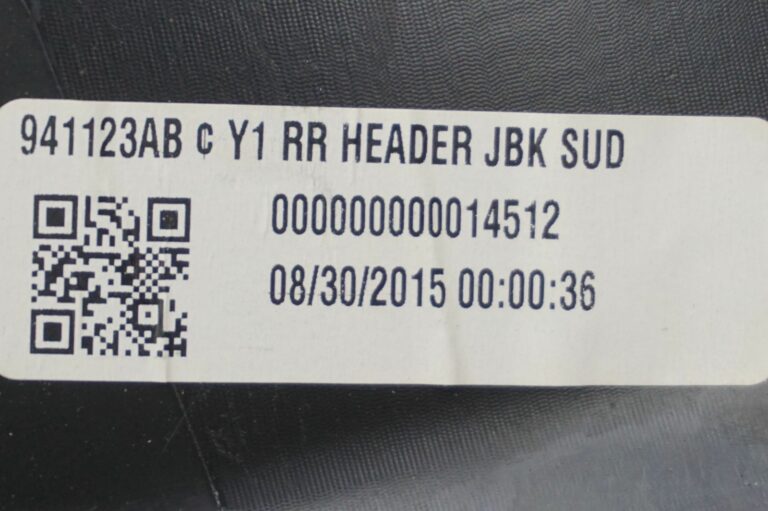 941123AB ¢ Y1 RR HEADER JBK SUD
000000000014512
08/30/2015 00:00:36